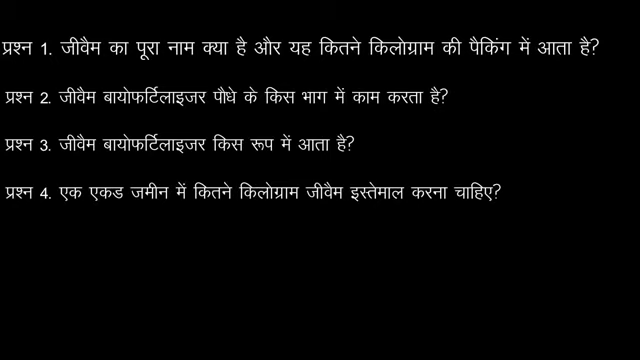 प्रश्न 1. जीवैम का पूरा नाम क्या है और यह कितने किलोग्राम की पैकिंग में आता है?
प्रश्न 2. जीवैम बायोफर्टिलाइजर पौधे के किस भाग में काम करता है?
प्रश्न 3. जीवैम बायोफर्टिलाइजर किस रूप में आता है?
प्रश्न 4. एक एकड जमीन में कितने किलोग्राम जीवैम इस्तेमाल करना चाहिए?